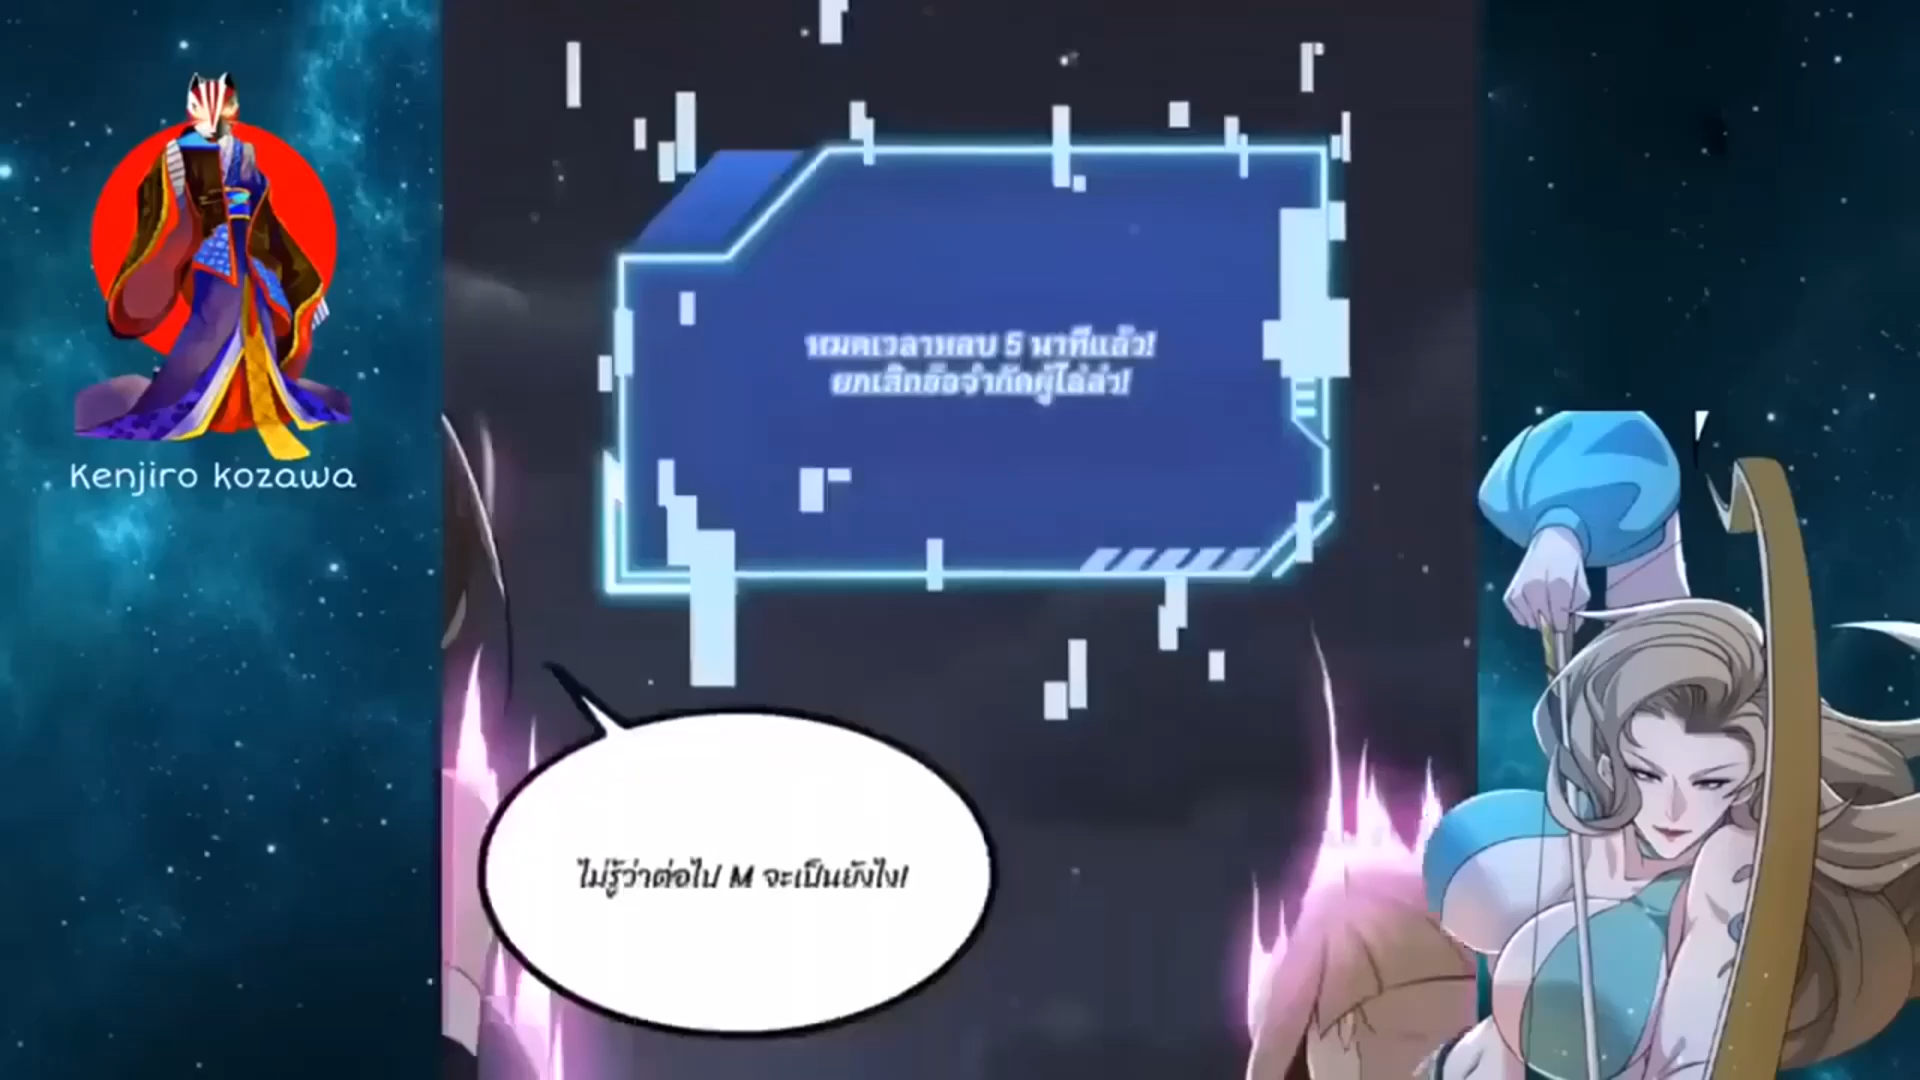 หมดเวลาหลบ 5 นาทีแล้ว!
ยกเลิกข้อจำกัดผู้ไล่ล่า!
Kenjiro kozawa
ไม่รู้ว่าต่อไป M จะเป็นยังไง!